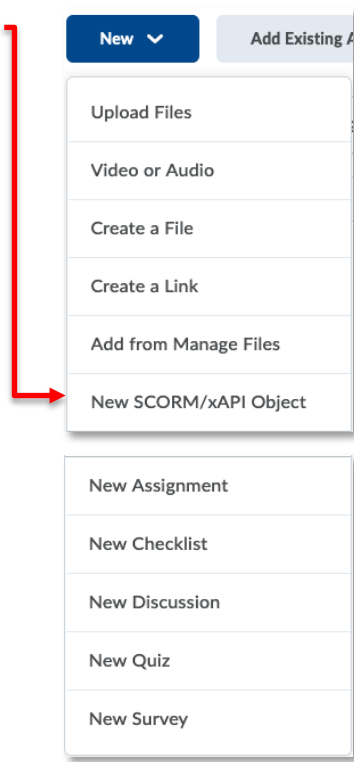 New
Add Existing
Upload Files
Video or Audio
Create a File
Create a Link
Add from Manage Files
New SCORM/xAPI Object
New Assignment
New Checklist
New Discussion
New Quiz
New Survey